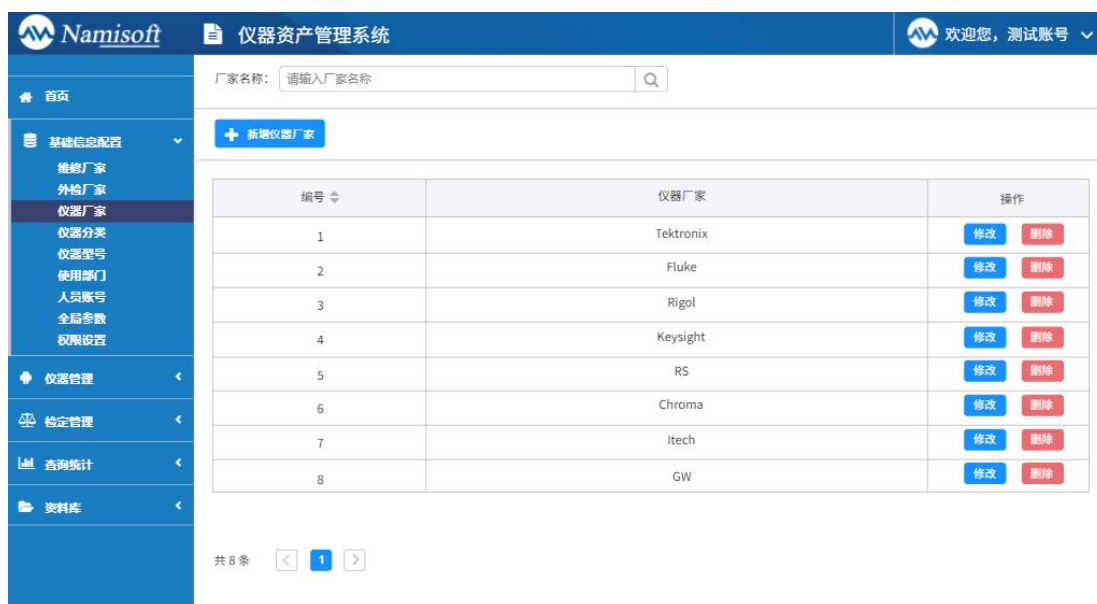 Namisoft 仪器资产管理系统 欢迎您，测试账号
厂家名称： 请输入厂家名称
首页
基础信息配置
维修厂家
外检厂家
仪器厂家
仪器分类
仪器型号
使用部门
人员账号
全局参数
权限设置
仪器管理
检定管理
查询统计
资料库
新增仪器厂家
编号 仪器厂家 操作
1 Tektronix 修改 删除
2 Fluke 修改 删除
3 Rigol 修改 删除
4 Keysight 修改 删除
5 RS 修改 删除
6 Chroma 修改 删除
7 Itech 修改 删除
8 GW 修改 删除
共 8 条 < 1 >